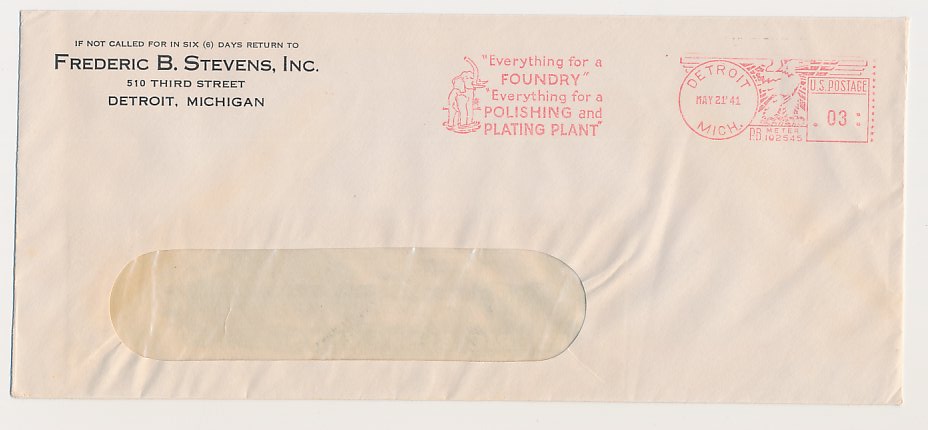 IF NOT CALLED FOR IN SIX (6) DAYS RETURN TO
FREDERIC B. STEVENS, INC.
510 THIRD STREET
DETROIT, MICHIGAN
"Everything for a
FOUNDRY"
"Everything for a
POLISHING and
PLATING PLANT"
DETROIT
MAY 21 '41
MICH.
U.S. POSTAGE
03
P.B. METER
102545